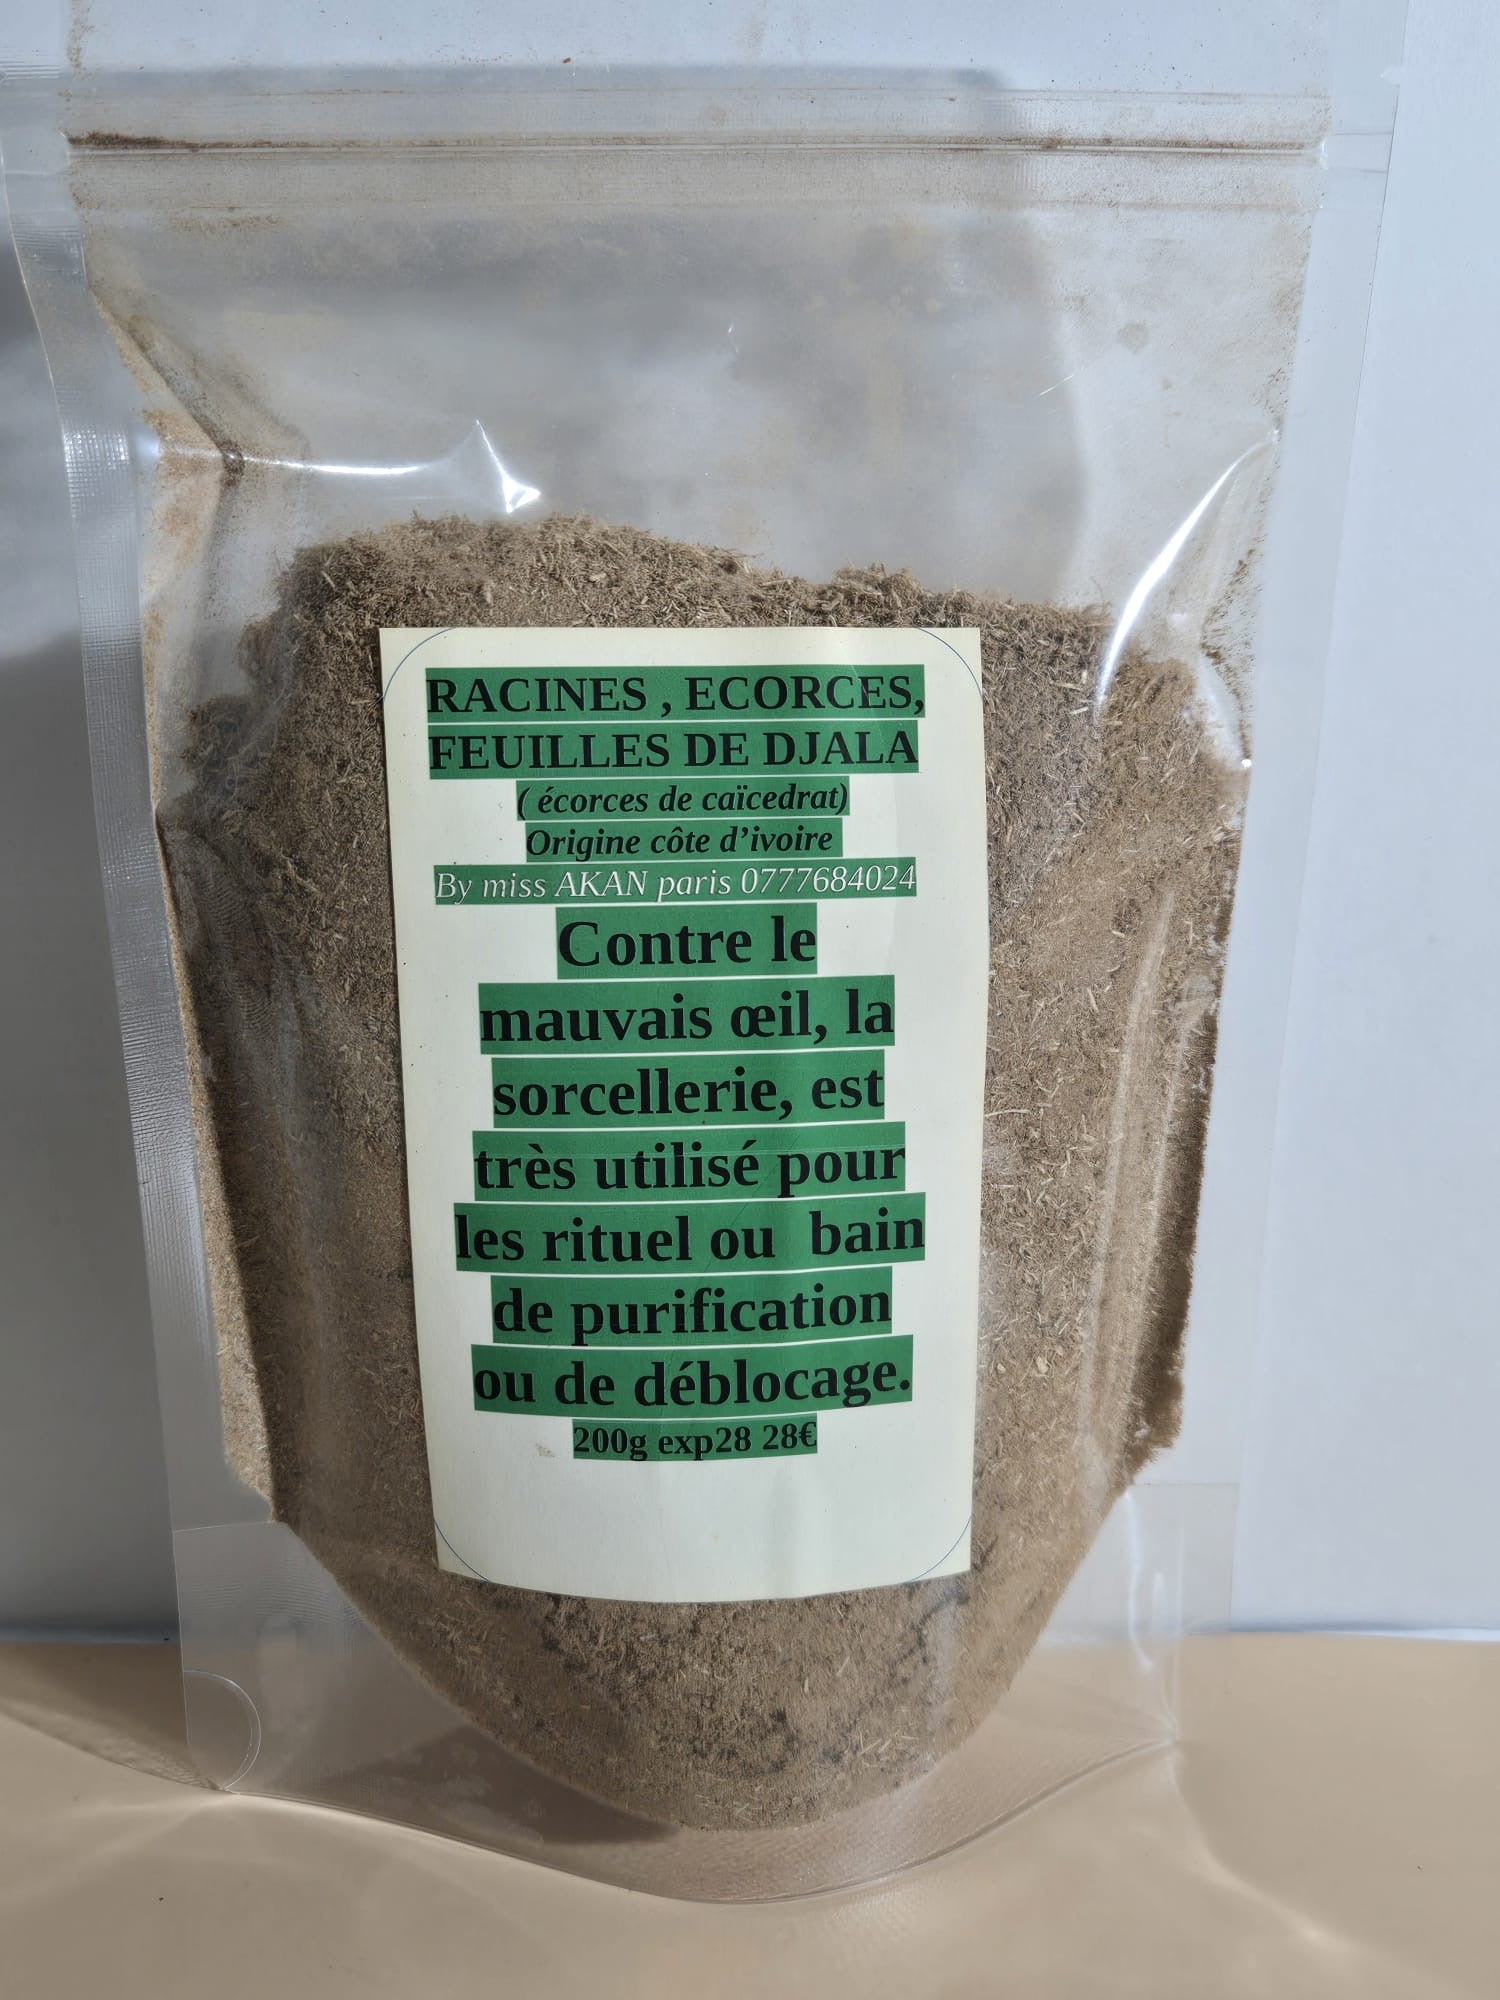 RACINES , ECORCES,
FEUILLES DE DJALA
( écorces de caïcedrat)
Origine côte d’ivoire
By miss AKAN paris 0777684024
Contre le
mauvais œil, la
sorcellerie, est
très utilisé pour
les rituel ou bain
de purification
ou de déblocage.
200g exp28 28€